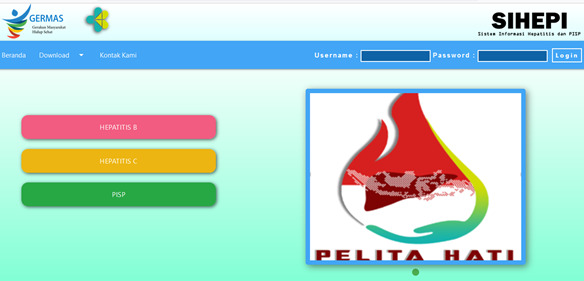 GERMAS
Gerakan Masyarakat
Hidup Sehat
SIHEPI
Sistem Informasi Hepatitis dan PISP
Beranda Download Kontak Kami Username : Password : Login
HEPATITIS B
HEPATITIS C
PISP
PELITA HATI